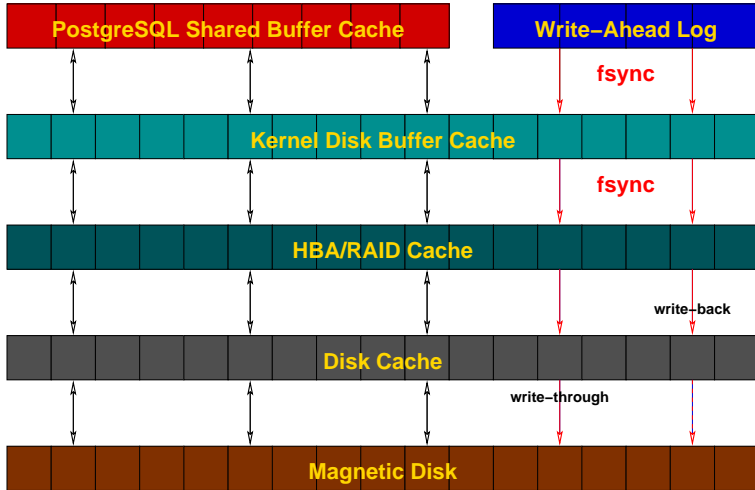 PostgreSQL Shared Buffer Cache
Write−Ahead Log
fsync
Kernel Disk Buffer Cache
fsync
HBA/RAID Cache
write−back
Disk Cache
write−through
Magnetic Disk